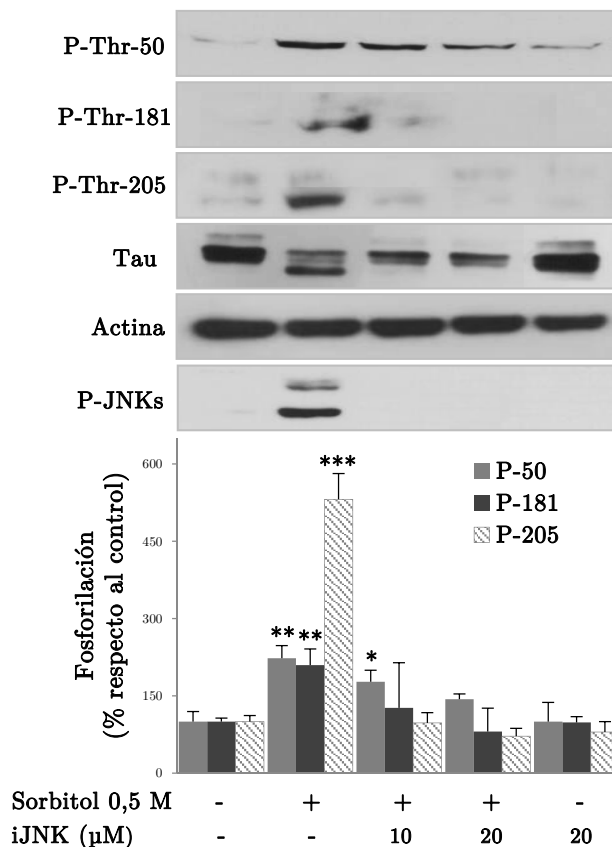 P-Thr-50
P-Thr-181
P-Thr-205
Tau
Actina
P-JNKs
Fosforilación
(% respecto al control)
600
450
300
150
0
** ** *** *
P-50
P-181
P-205
Sorbitol 0,5 M - + + + -
iJNK (µM) - - 10 20 20